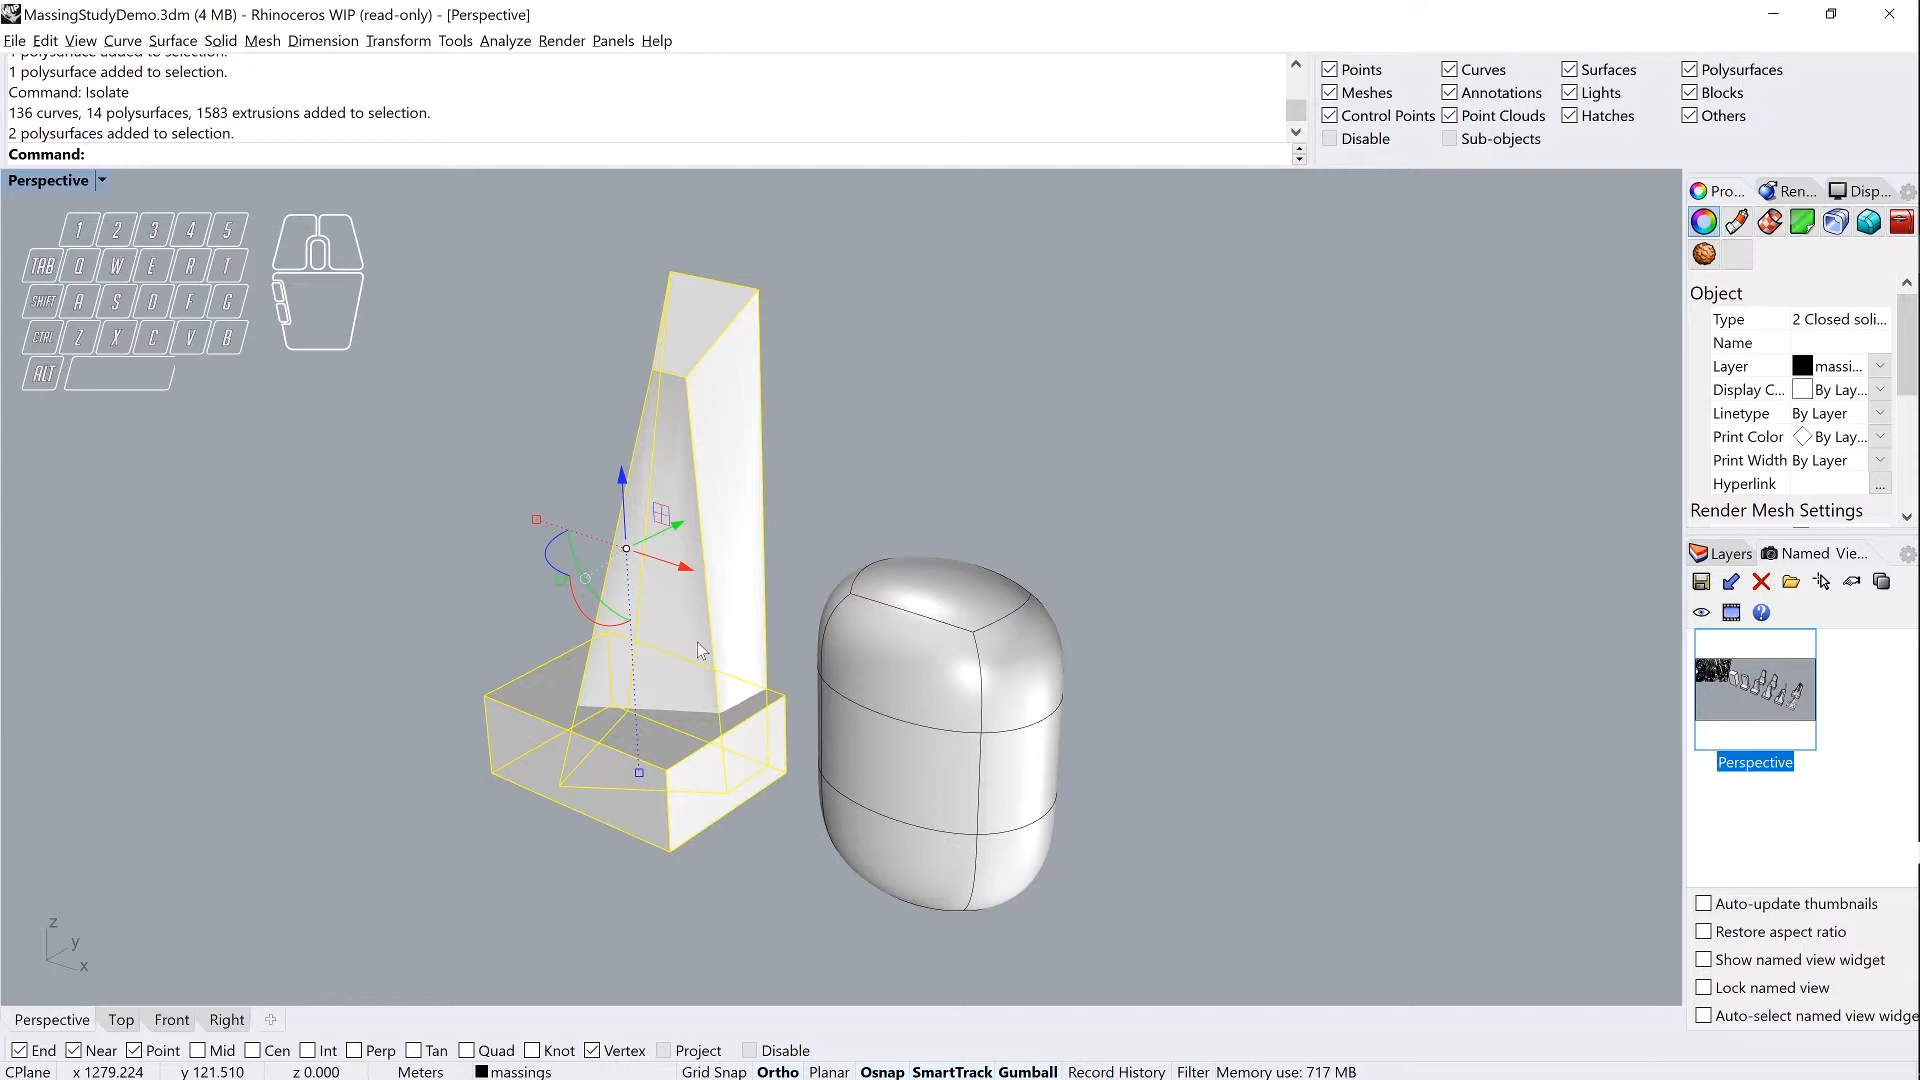 MassingStudyDemo.3dm (4 MB) - Rhinoceros WIP (read-only) - [Perspective]
File Edit View Curve Surface Solid Mesh Dimension Transform Tools Analyze Render Panels Help
1 polysurface added to selection.
1 polysurface added to selection.
Command: Isolate
136 curves, 14 polysurfaces, 1583 extrusions added to selection.
2 polysurfaces added to selection.
Command:
Points Curves Surfaces Polysurfaces
Meshes Annotations Lights Blocks
Control Points Point Clouds Hatches Others
Disable Sub-objects
Perspective
1 2 3 4 5
TAB Q W E R T
SHIFT A S D F G
CTRL Z X C V B
ALT
Pro... Ren... Disp...
Object
Type 2 Closed soli...
Name
Layer massi...
Display C... By Lay...
Linetype By Layer
Print Color By Lay...
Print Width By Layer
Hyperlink ...
Render Mesh Settings
Layers Named Vie...
Perspective
Auto-update thumbnails
Restore aspect ratio
Show named view widget
Lock named view
Auto-select named view widge
z
y
x
Perspective Top Front Right
End Near Point Mid Cen Int Perp Tan Quad Knot Vertex Project Disable
CPlane x 1279.224 y 121.510 z 0.000 Meters massings Grid Snap Ortho Planar Osnap SmartTrack Gumball Record History Filter Memory use: 717 MB